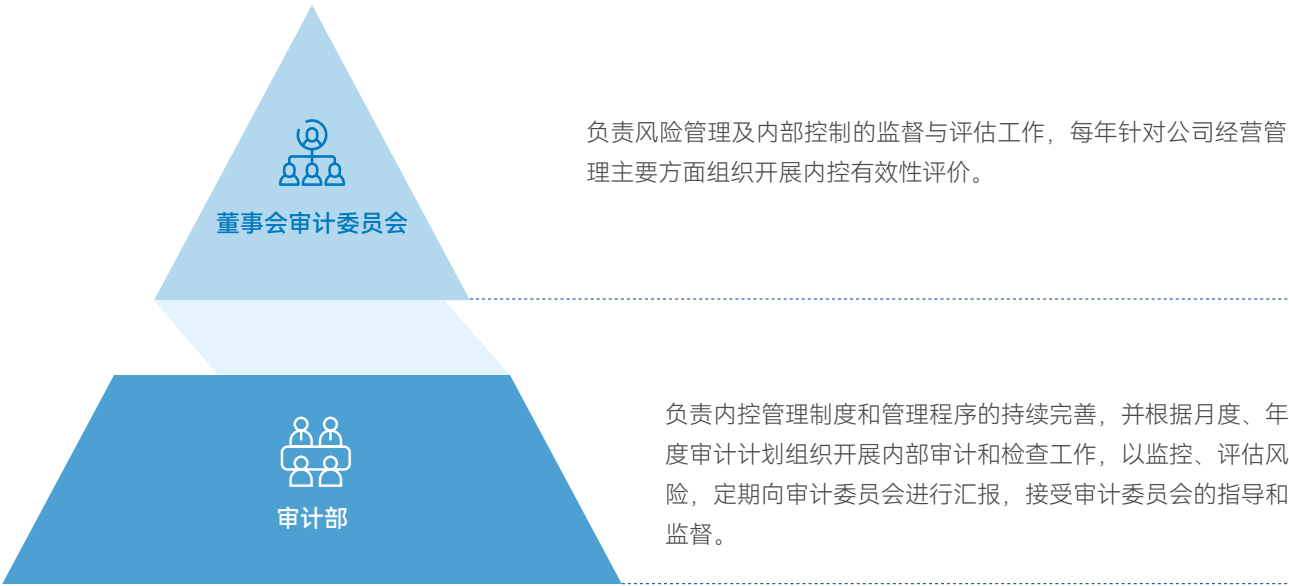 负责风险管理及内部控制的监督与评估工作，每年针对公司经营管
理主要方面组织开展内控有效性评价。
董事会审计委员会
负责内控管理制度和管理程序的持续完善，并根据月度、年
度审计计划组织开展内部审计和检查工作，以监控、评估风
险，定期向审计委员会进行汇报，接受审计委员会的指导和
监督。
审计部